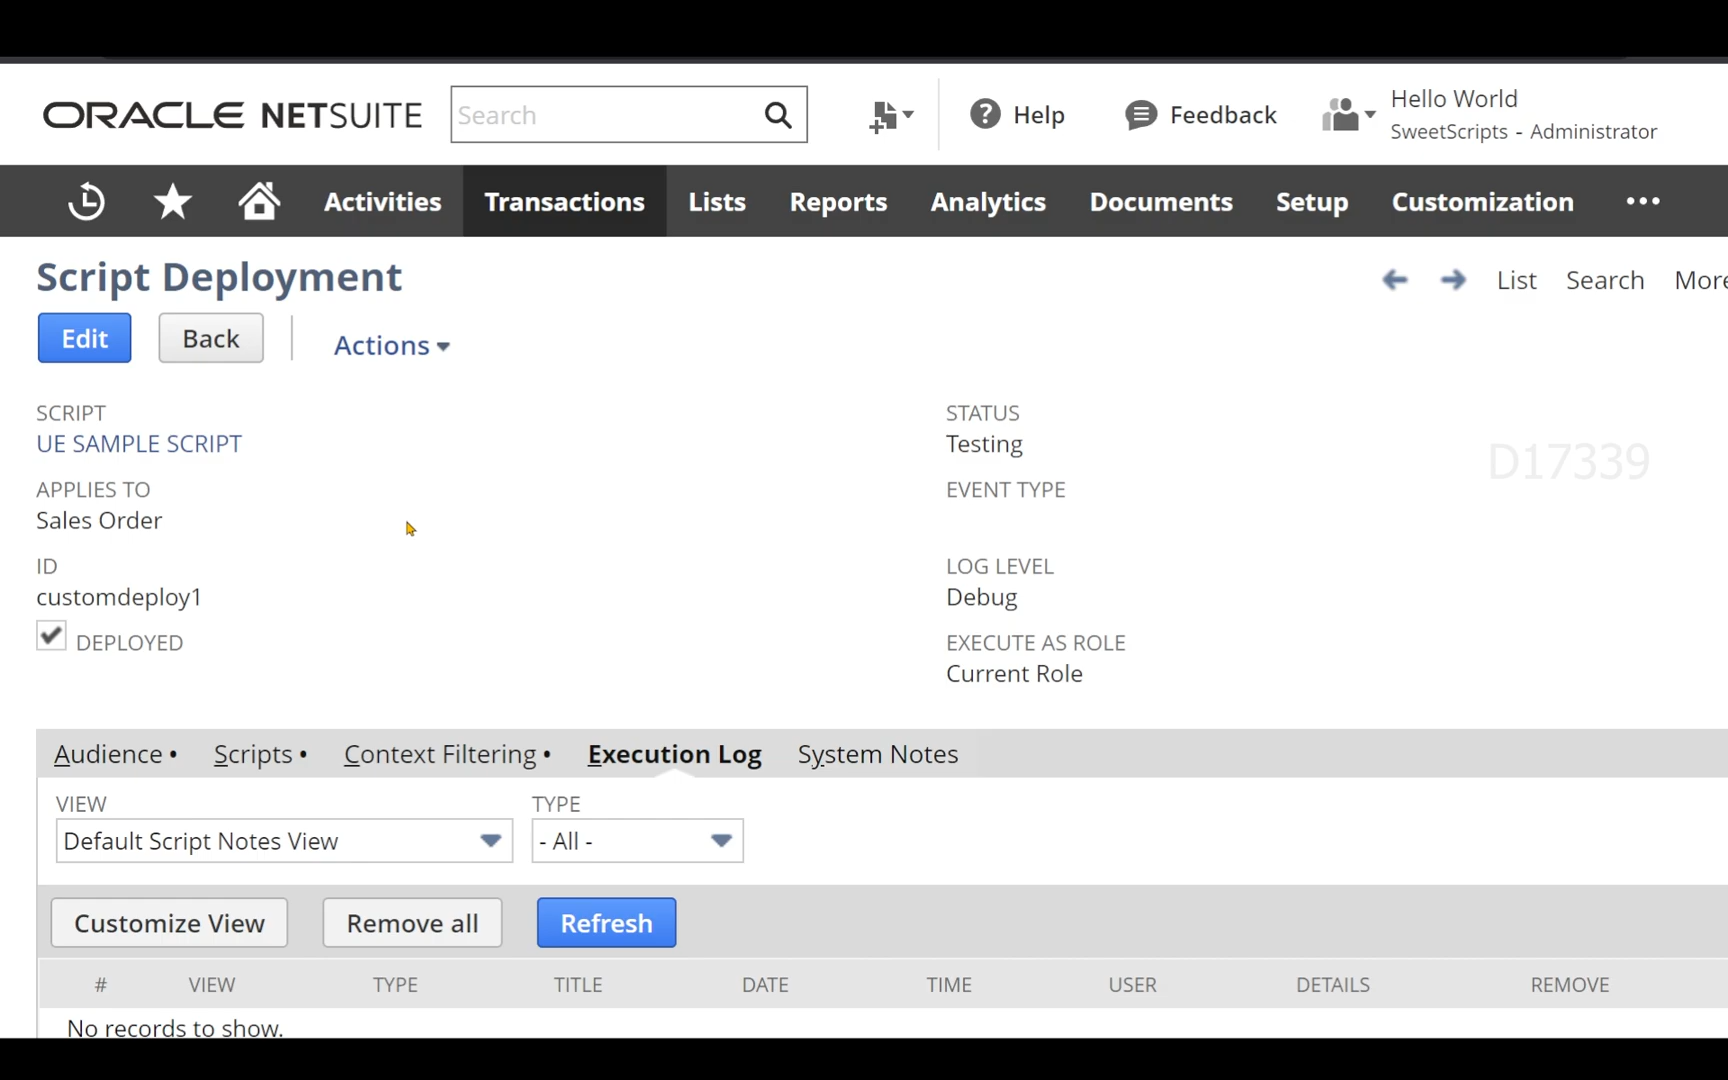 ORACLE NETSUITE
Search
Help
Feedback
Hello World
SweetScripts - Administrator
Activities
Transactions
Lists
Reports
Analytics
Documents
Setup
Customization
Script Deployment
List
Search
More
Edit
Back
Actions
SCRIPT
UE SAMPLE SCRIPT
APPLIES TO
Sales Order
ID
customdeploy1
DEPLOYED
STATUS
Testing
EVENT TYPE
LOG LEVEL
Debug
EXECUTE AS ROLE
Current Role
D17339
Audience •
Scripts •
Context Filtering •
Execution Log
System Notes
VIEW
Default Script Notes View
TYPE
- All -
Customize View
Remove all
Refresh
# VIEW TYPE TITLE DATE TIME USER DETAILS REMOVE
No records to show.